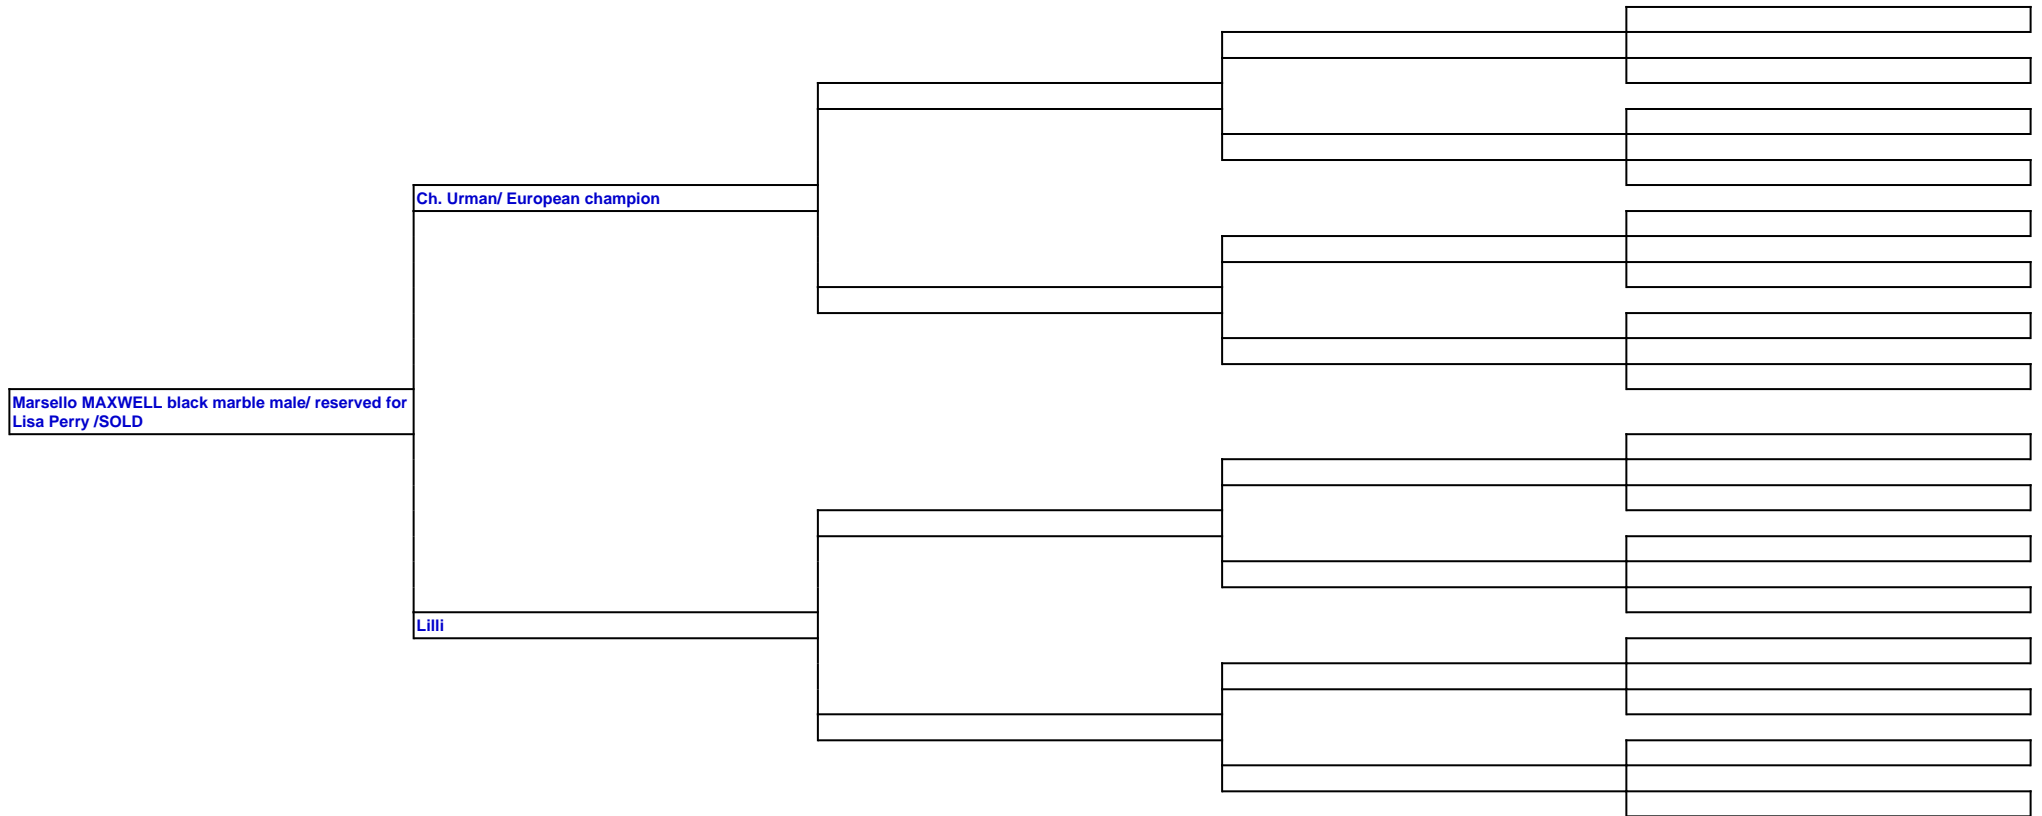 Ch. Urman/ European champion
Marsello MAXWELL black marble male/ reserved for
Lisa Perry /SOLD
Lilli